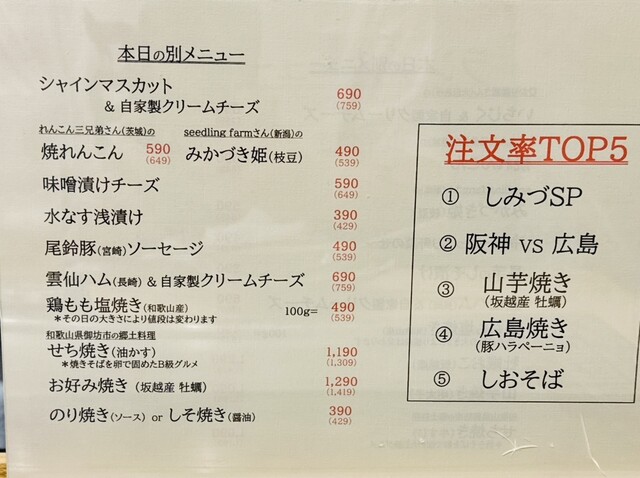 本日の別メニュー
シャインマスカット
& 自家製クリームチーズ 690
(759)
れんこん三兄弟さん(茨城)の
焼れんこん 590
(649)
seedling farmさん(新潟)の
みかづき姫(枝豆) 490
(539)
味噌漬けチーズ 590
(649)
水なす浅漬け 390
(429)
尾鈴豚(宮崎)ソーセージ 490
(539)
雲仙ハム(長崎) & 自家製クリームチーズ 690
(759)
鶏もも塩焼き(和歌山産) 100g= 490
*その日の大きさにより値段は変わります (539)
和歌山県御坊市の郷土料理
せち焼き(油かす) 1,190
*焼きそばを卵で固めたB級グルメ (1,309)
お好み焼き(坂越産 牡蠣) 1,290
(1,419)
のり焼き(ソース) or しそ焼き(醤油) 390
(429)
注文率TOP5
① しみづSP
② 阪神 vs 広島
③ 山芋焼き
(坂越産 牡蠣)
④ 広島焼き
(豚ハラペーニョ)
⑤ しおそば